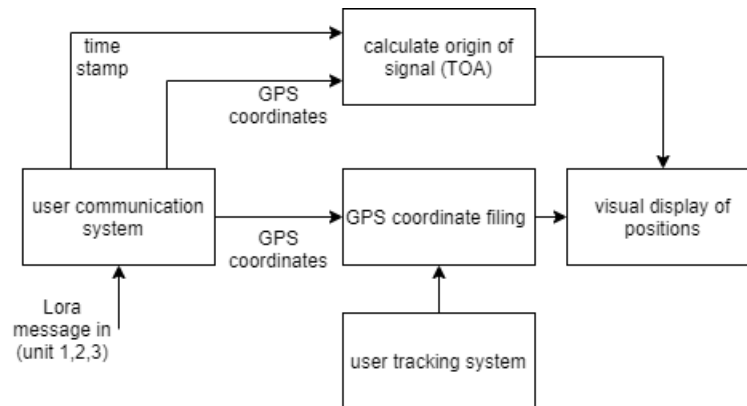 time
stamp
calculate origin of
signal (TOA)
GPS
coordinates
user communication
system
GPS coordinate filing
visual display of
positions
GPS
coordinates
Lora
message in
(unit 1,2,3)
user tracking system